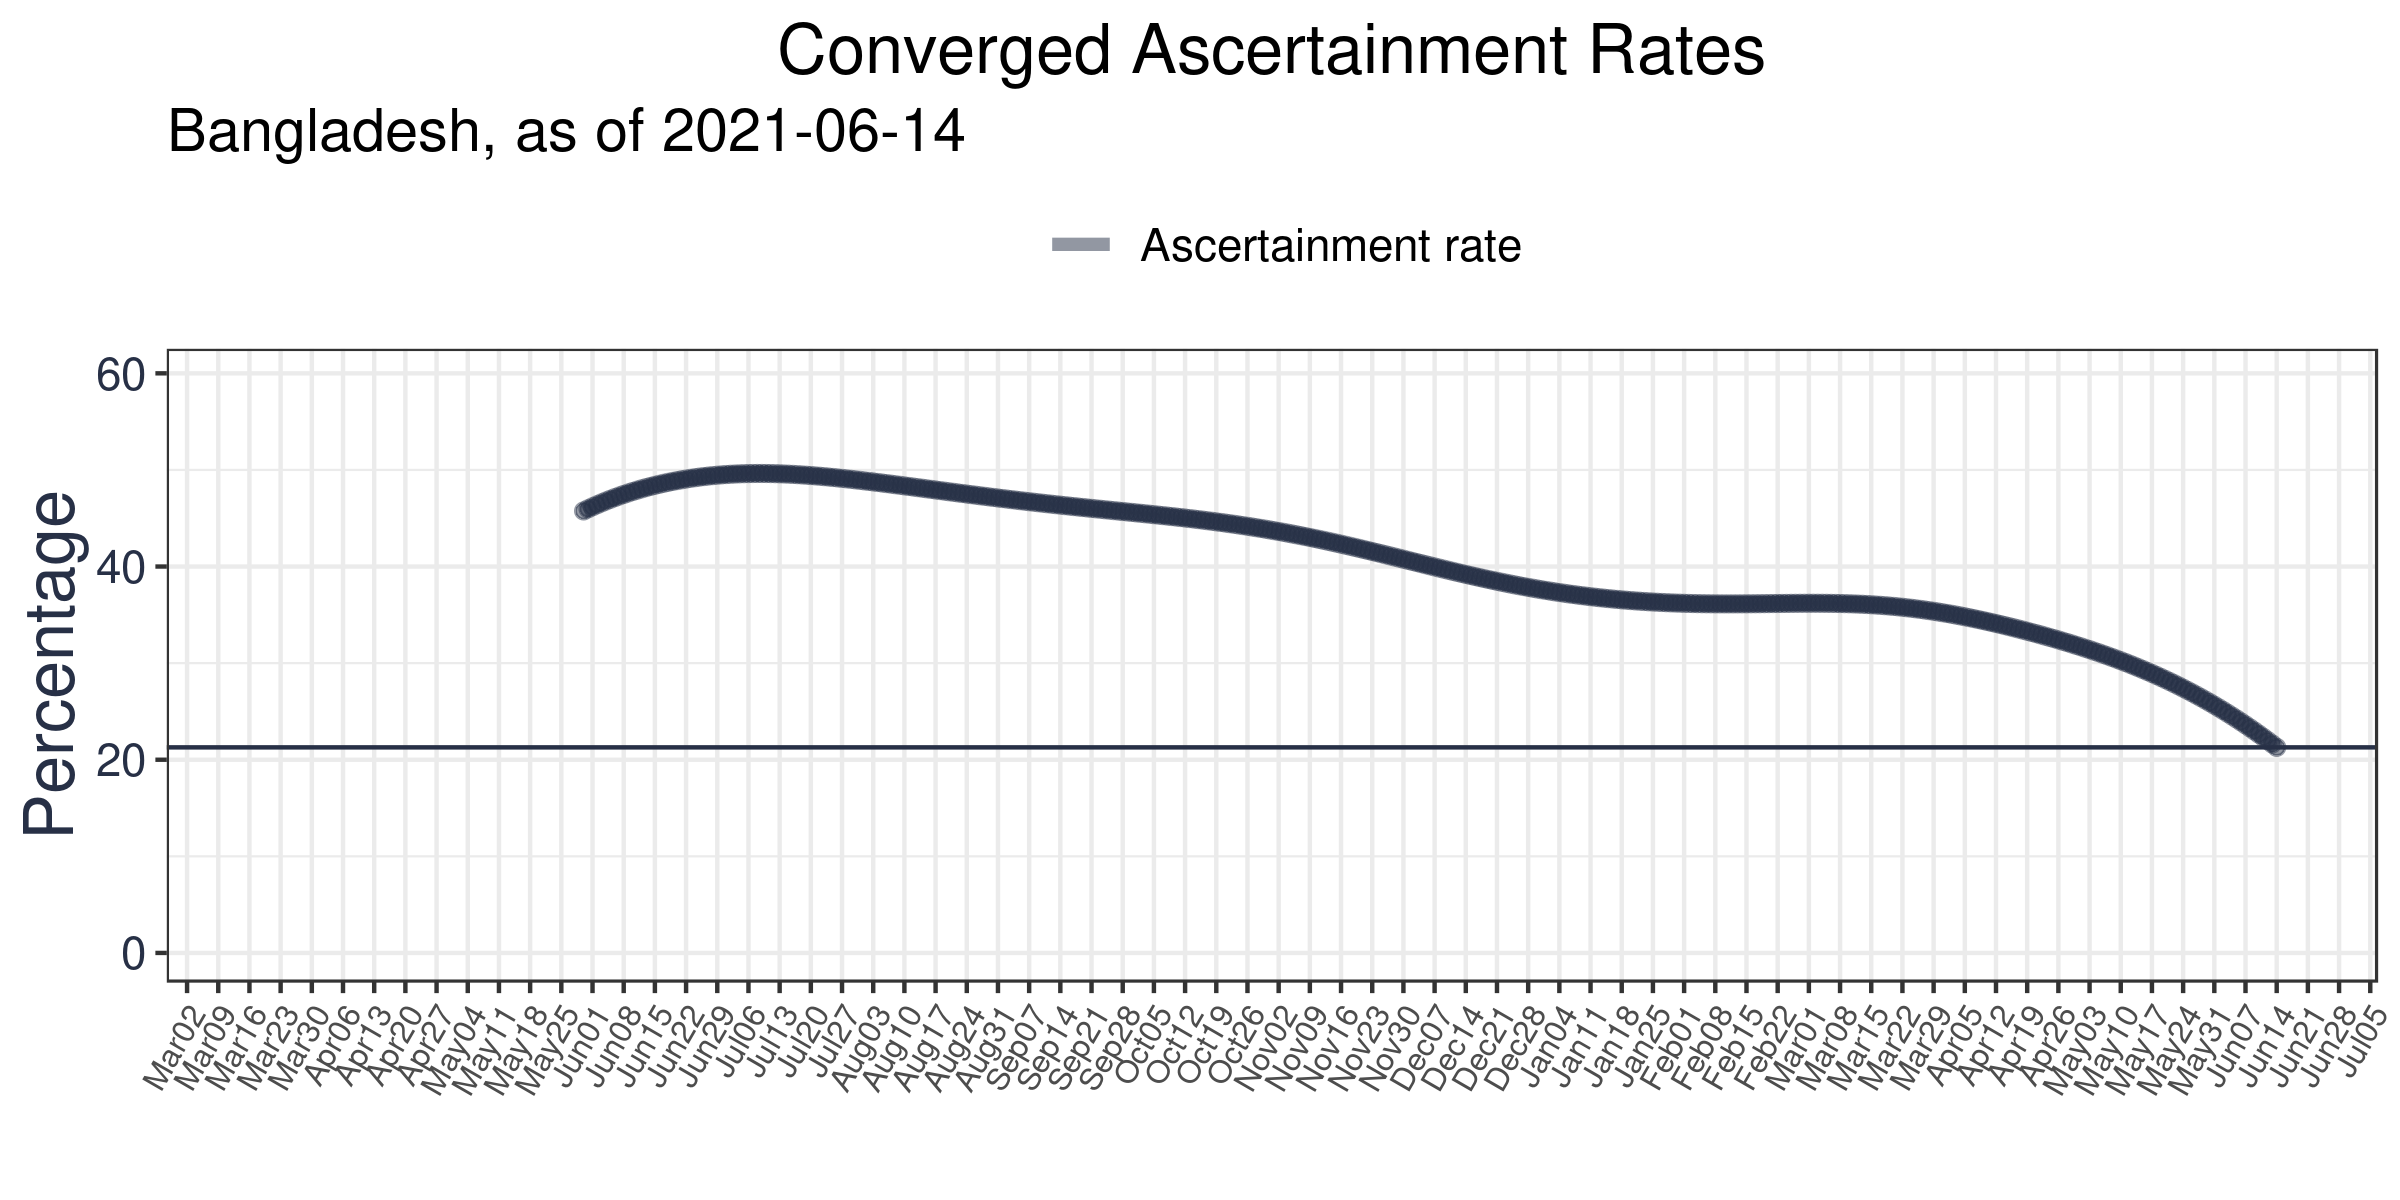 Converged Ascertainment Rates
Bangladesh, as of 2021-06-14
Ascertainment rate
Percentage
60
40
20
0
Mar02 Mar09 Mar16 Mar23 Mar30 Apr06 Apr13 Apr20 Apr27 May04 May11 May18 May25 Jun01 Jun08 Jun15 Jun22 Jun29 Jul06 Jul13 Jul20 Jul27 Aug03 Aug10 Aug17 Aug24 Aug31 Sep07 Sep14 Sep21 Sep28 Oct05 Oct12 Oct19 Oct26 Nov02 Nov09 Nov16 Nov23 Nov30 Dec07 Dec14 Dec21 Dec28 Jan04 Jan11 Jan18 Jan25 Feb01 Feb08 Feb15 Feb22 Mar01 Mar08 Mar15 Mar22 Mar29 Apr05 Apr12 Apr19 Apr26 May03 May10 May17 May24 May31 Jun07 Jun14 Jun21 Jun28 Jul05